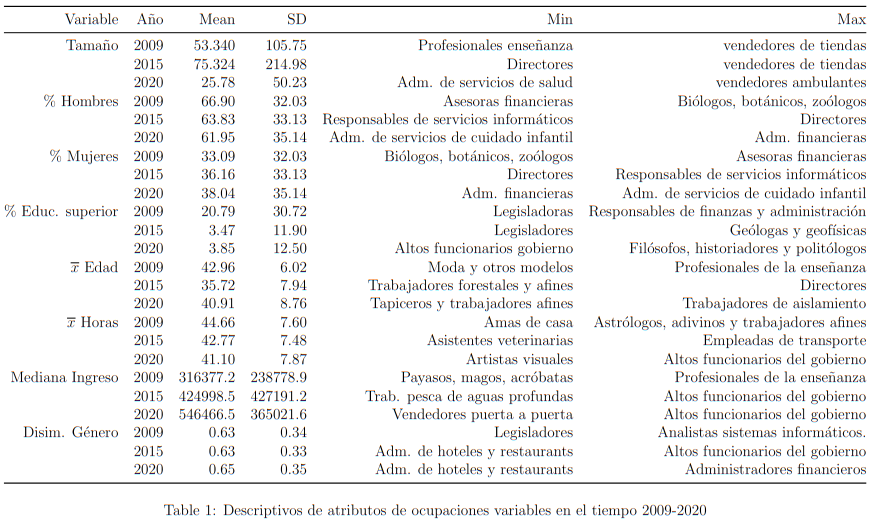 Variable Año Mean SD Min Max
Tamaño 2009 53.340 105.75 Profesionales enseñanza vendedores de tiendas
2015 75.324 214.98 Directores vendedores de tiendas
2020 25.78 50.23 Adm. de servicios de salud vendedores ambulantes
% Hombres 2009 66.90 32.03 Asesoras financieras Biólogos, botánicos, zoólogos
2015 63.83 33.13 Responsables de servicios informáticos Directores
2020 61.95 35.14 Adm. de servicios de cuidado infantil Adm. financieras
% Mujeres 2009 33.09 32.03 Biólogos, botánicos, zoólogos Asesoras financieras
2015 36.16 33.13 Directores Responsables de servicios informáticos
2020 38.04 35.14 Adm. financieras Adm. de servicios de cuidado infantil
% Educ. superior 2009 20.79 30.72 Legisladoras Responsables de finanzas y administración
2015 3.47 11.90 Legisladores Geólogas y geofísicas
2020 3.85 12.50 Altos funcionarios gobierno Filósofos, historiadores y politólogos
x̅ Edad 2009 42.96 6.02 Moda y otros modelos Profesionales de la enseñanza
2015 35.72 7.94 Trabajadores forestales y afines Directores
2020 40.91 8.76 Tapiceros y trabajadores afines Trabajadores de aislamiento
x̅ Horas 2009 44.66 7.60 Amas de casa Astrólogos, adivinos y trabajadores afines
2015 42.77 7.48 Asistentes veterinarias Empleadas de transporte
2020 41.10 7.87 Artistas visuales Altos funcionarios del gobierno
Mediana Ingreso 2009 316377.2 238778.9 Payasos, magos, acróbatas Profesionales de la enseñanza
2015 424998.5 427191.2 Trab. pesca de aguas profundas Altos funcionarios del gobierno
2020 546466.5 365021.6 Vendedores puerta a puerta Altos funcionarios del gobierno
Disim. Género 2009 0.63 0.34 Legisladores Analistas sistemas informáticos.
2015 0.63 0.33 Adm. de hoteles y restaurants Altos funcionarios del gobierno
2020 0.65 0.35 Adm. de hoteles y restaurants Administradores financieros
Table 1: Descriptivos de atributos de ocupaciones variables en el tiempo 2009-2020